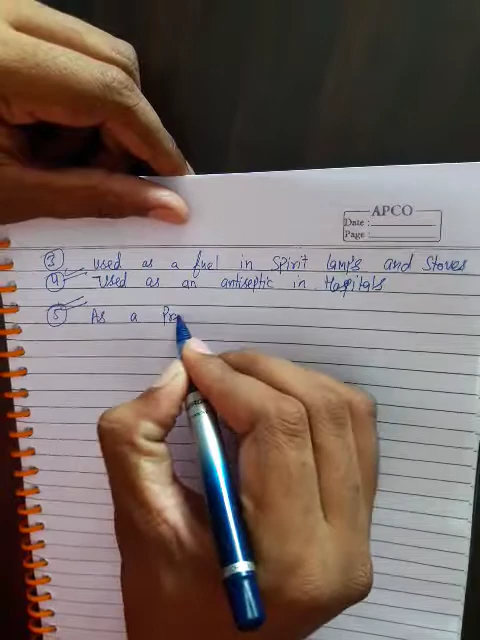 APCO
Date :
Page :
③ used as a fuel in Spirit lamps and Stoves
④ Used as an antiseptic in Hospitals
⑤ As a Pre